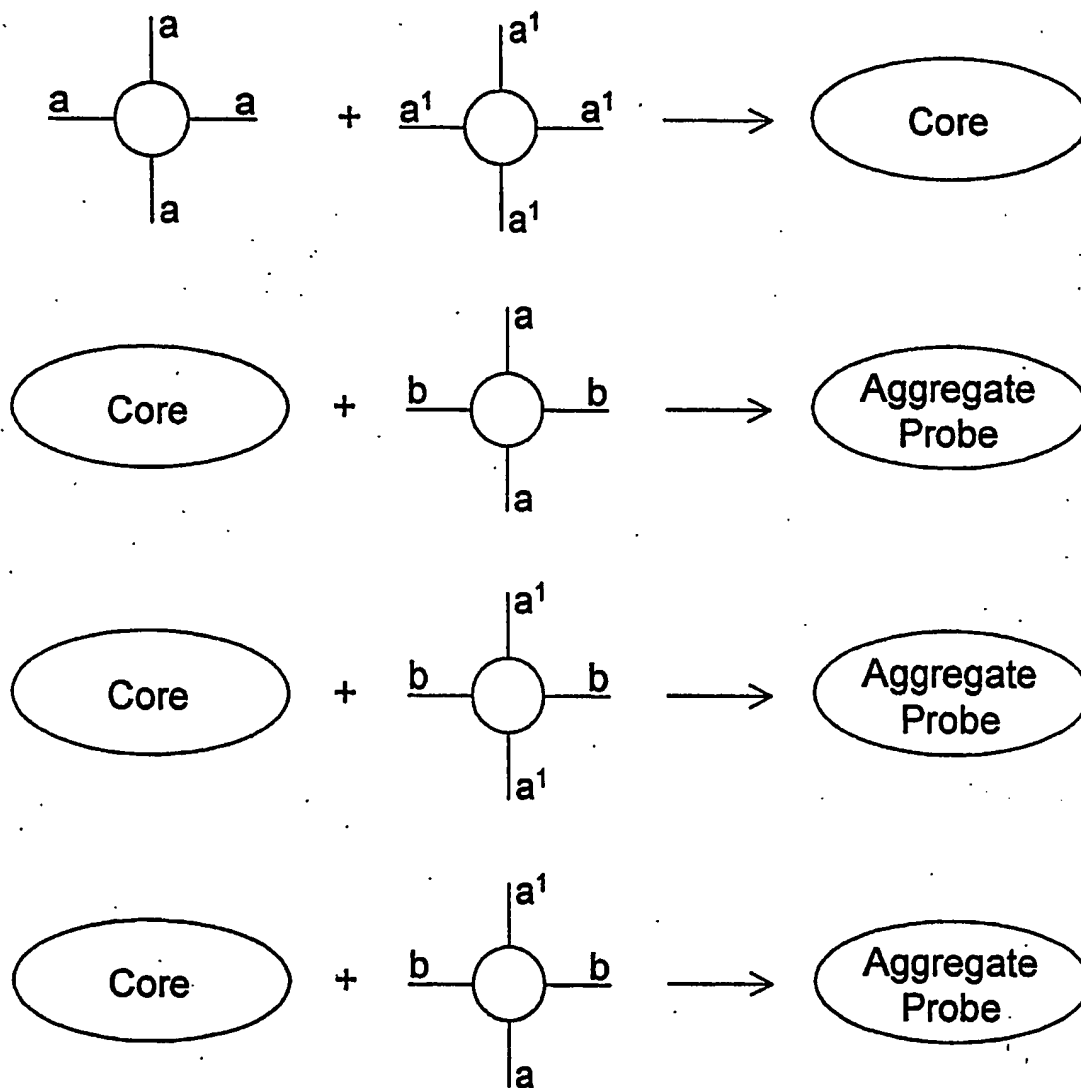 a a¹
a a + a¹ a¹ Core
a a¹
a
Core + b b Aggregate
Probe
a
a¹
Core + b b Aggregate
Probe
a¹
a¹
Core + b b Aggregate
Probe
a